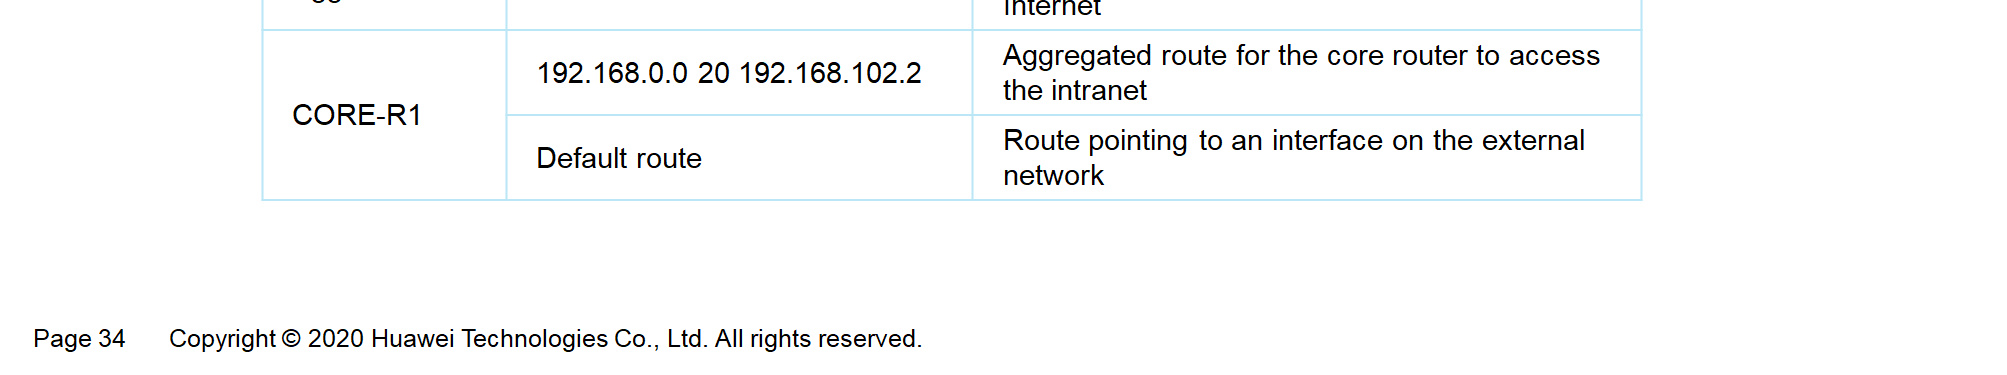 Internet
192.168.0.0 20 192.168.102.2
Aggregated route for the core router to access
the intranet
CORE-R1
Default route
Route pointing to an interface on the external
network
Page 34 Copyright © 2020 Huawei Technologies Co., Ltd. All rights reserved.